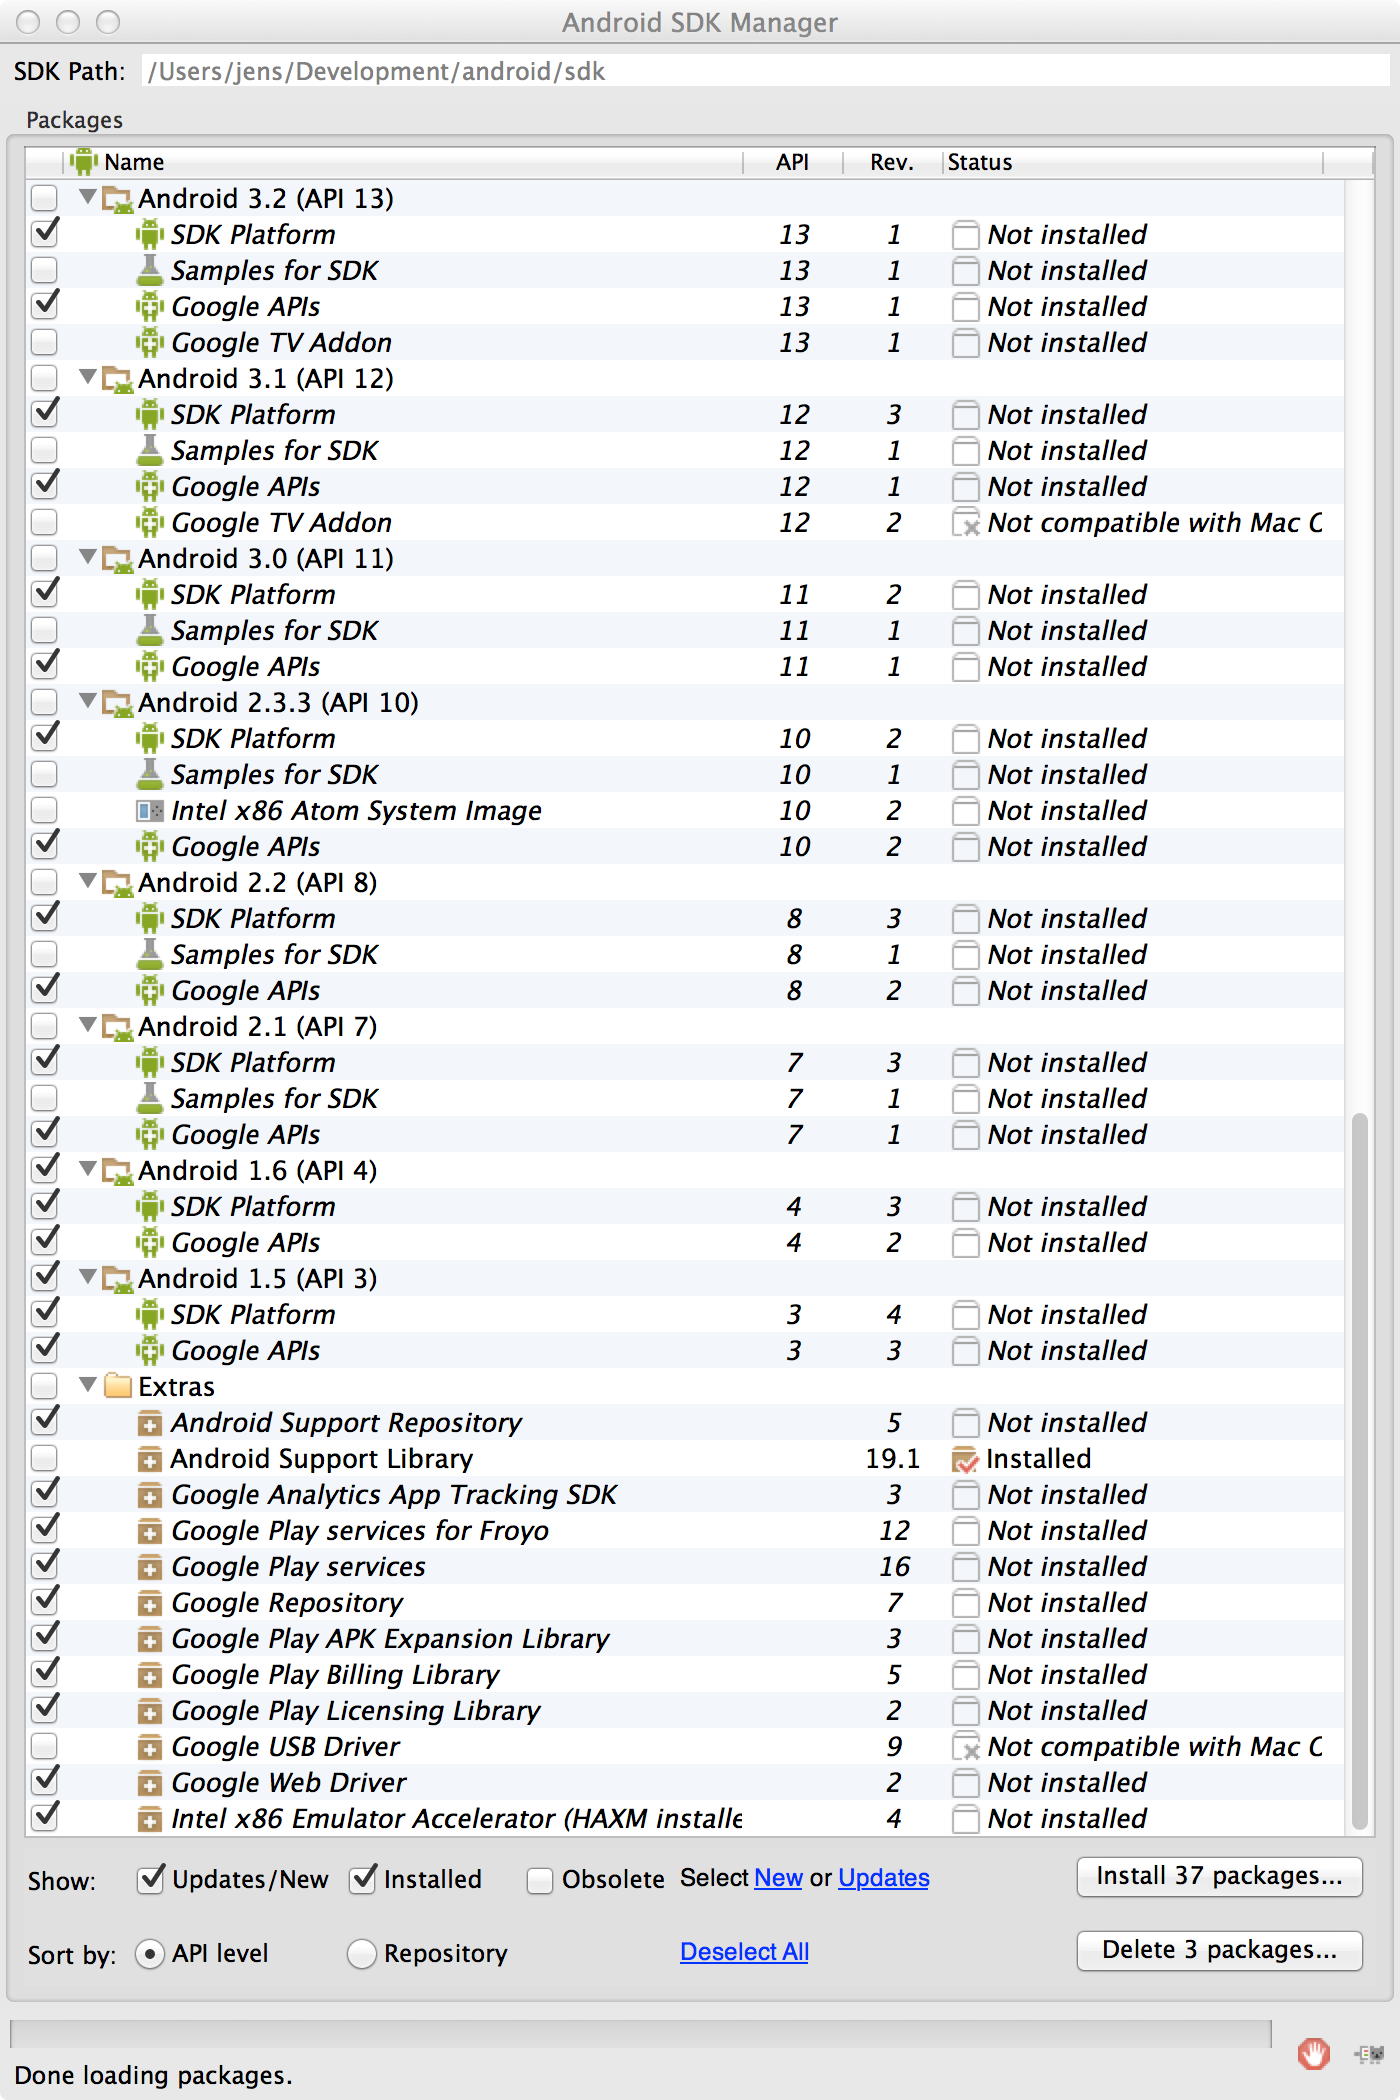 Android SDK Manager
SDK Path: /Users/jens/Development/android/sdk
Packages
Name API Rev. Status
Android 3.2 (API 13)
SDK Platform 13 1 Not installed
Samples for SDK 13 1 Not installed
Google APIs 13 1 Not installed
Google TV Addon 13 1 Not installed
Android 3.1 (API 12)
SDK Platform 12 3 Not installed
Samples for SDK 12 1 Not installed
Google APIs 12 1 Not installed
Google TV Addon 12 2 Not compatible with Mac O
Android 3.0 (API 11)
SDK Platform 11 2 Not installed
Samples for SDK 11 1 Not installed
Google APIs 11 1 Not installed
Android 2.3.3 (API 10)
SDK Platform 10 2 Not installed
Samples for SDK 10 1 Not installed
Intel x86 Atom System Image 10 2 Not installed
Google APIs 10 2 Not installed
Android 2.2 (API 8)
SDK Platform 8 3 Not installed
Samples for SDK 8 1 Not installed
Google APIs 8 2 Not installed
Android 2.1 (API 7)
SDK Platform 7 3 Not installed
Samples for SDK 7 1 Not installed
Google APIs 7 1 Not installed
Android 1.6 (API 4)
SDK Platform 4 3 Not installed
Google APIs 4 2 Not installed
Android 1.5 (API 3)
SDK Platform 3 4 Not installed
Google APIs 3 3 Not installed
Extras
Android Support Repository 5 Not installed
Android Support Library 19.1 Installed
Google Analytics App Tracking SDK 3 Not installed
Google Play services for Froyo 12 Not installed
Google Play services 16 Not installed
Google Repository 7 Not installed
Google Play APK Expansion Library 3 Not installed
Google Play Billing Library 5 Not installed
Google Play Licensing Library 2 Not installed
Google USB Driver 9 Not compatible with Mac O
Google Web Driver 2 Not installed
Intel x86 Emulator Accelerator (HAXM installe 4 Not installed
Show: Updates/New Installed Obsolete Select New or Updates Install 37 packages...
Sort by: API level Repository Deselect All Delete 3 packages...
Done loading packages.